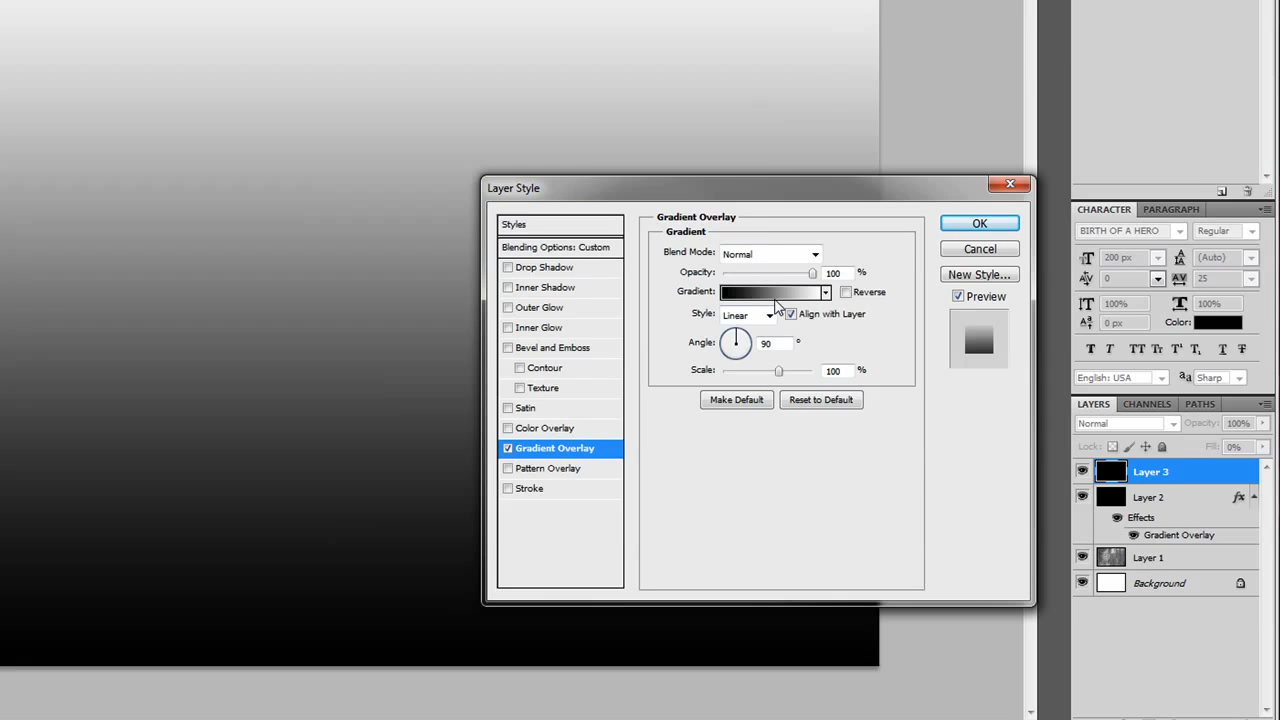 Layer Style
Styles
Blending Options: Custom
Drop Shadow
Inner Shadow
Outer Glow
Inner Glow
Bevel and Emboss
Contour
Texture
Satin
Color Overlay
Gradient Overlay
Pattern Overlay
Stroke
Gradient Overlay
Gradient
Blend Mode: Normal
Opacity: 100 %
Gradient: Reverse
Style: Linear Align with Layer
Angle: 90 °
Scale: 100 %
Make Default Reset to Default
OK
Cancel
New Style...
Preview
CHARACTER PARAGRAPH
BIRTH OF A HERO Regular
200 px (Auto)
0 25
100% 100%
0 px Color:
T T TT Tr T¹ T₁ T T
English: USA aa Sharp
LAYERS CHANNELS PATHS
Normal Opacity: 100%
Lock: Fill: 0%
Layer 3
Layer 2 fx
Effects
Gradient Overlay
Layer 1
Background